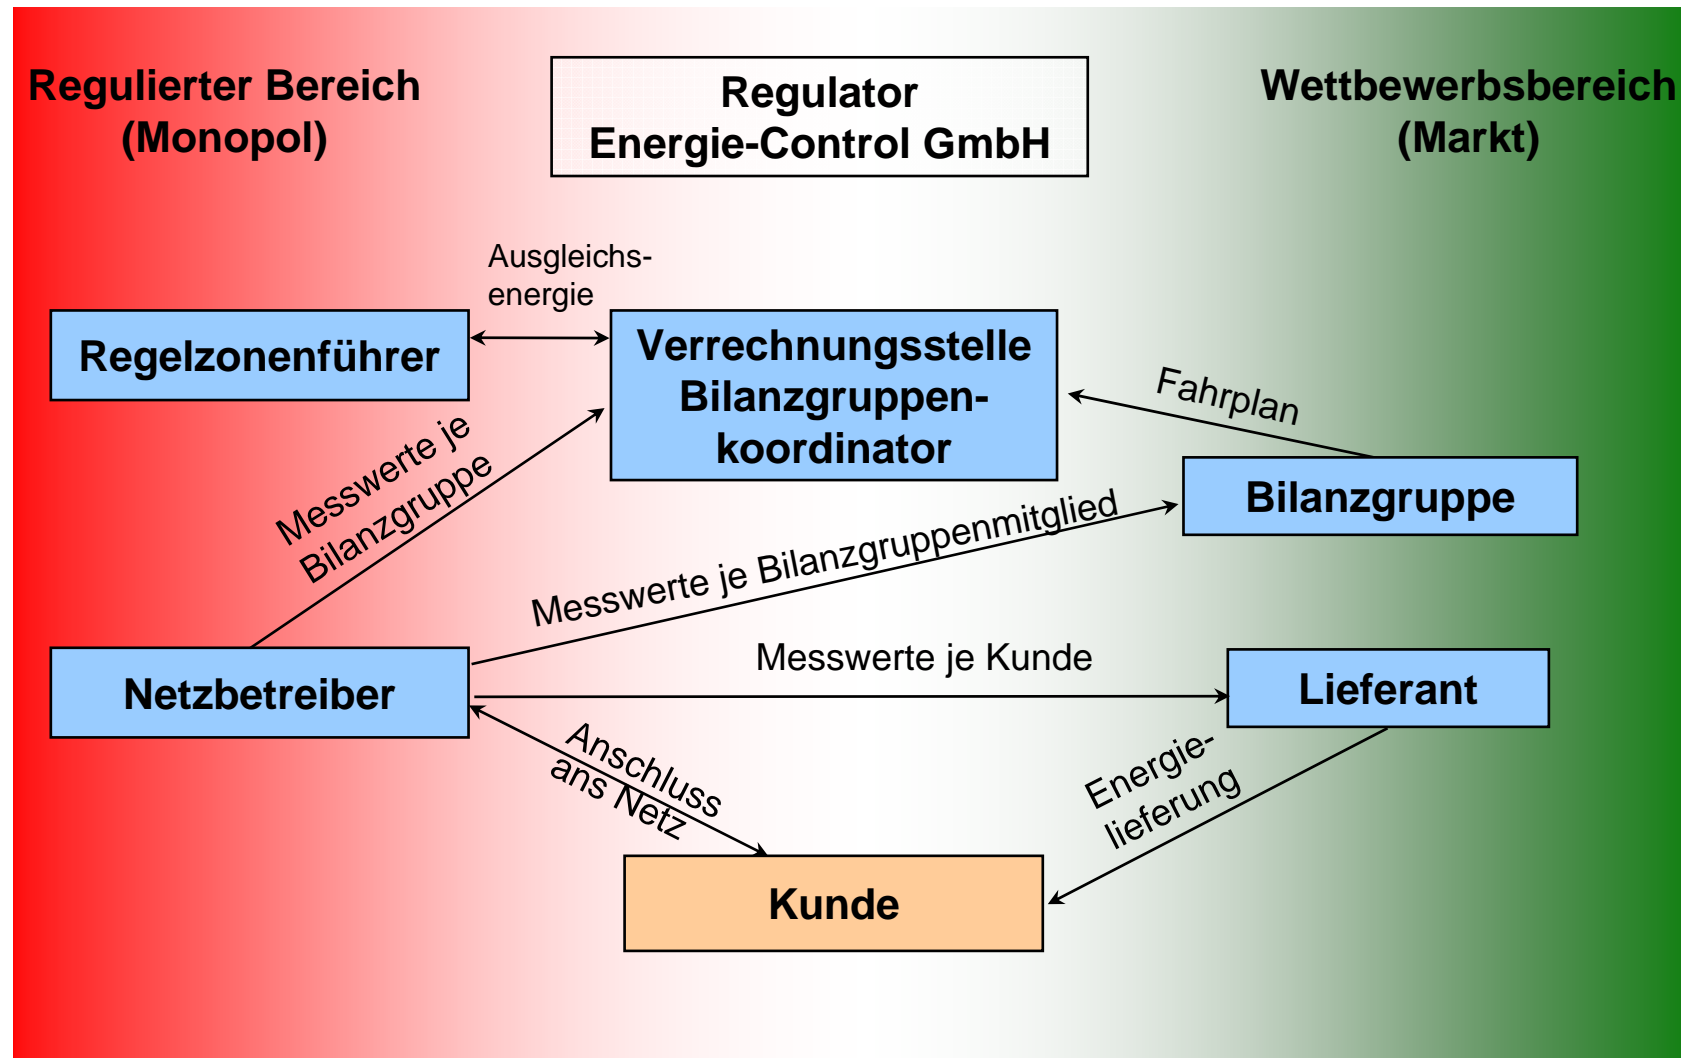 Regulierter Bereich
(Monopol)
Regulator
Energie-Control GmbH
Wettbewerbsbereich
(Markt)
Ausgleichs-
energie
Regelzonenführer
Verrechnungsstelle
Bilanzgruppen-
koordinator
Fahrplan
Messwerte je
Bilanzgruppe
Bilanzgruppe
Messwerte je Bilanzgruppenmitglied
Messwerte je Kunde
Netzbetreiber
Lieferant
Anschluss
ans Netz
Energie-
lieferung
Kunde